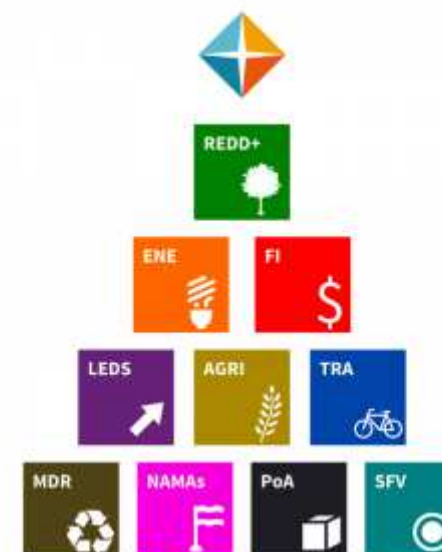 REDD+
ENE FI
LEDS AGRI TRA
MDR NAMAs PoA SFV